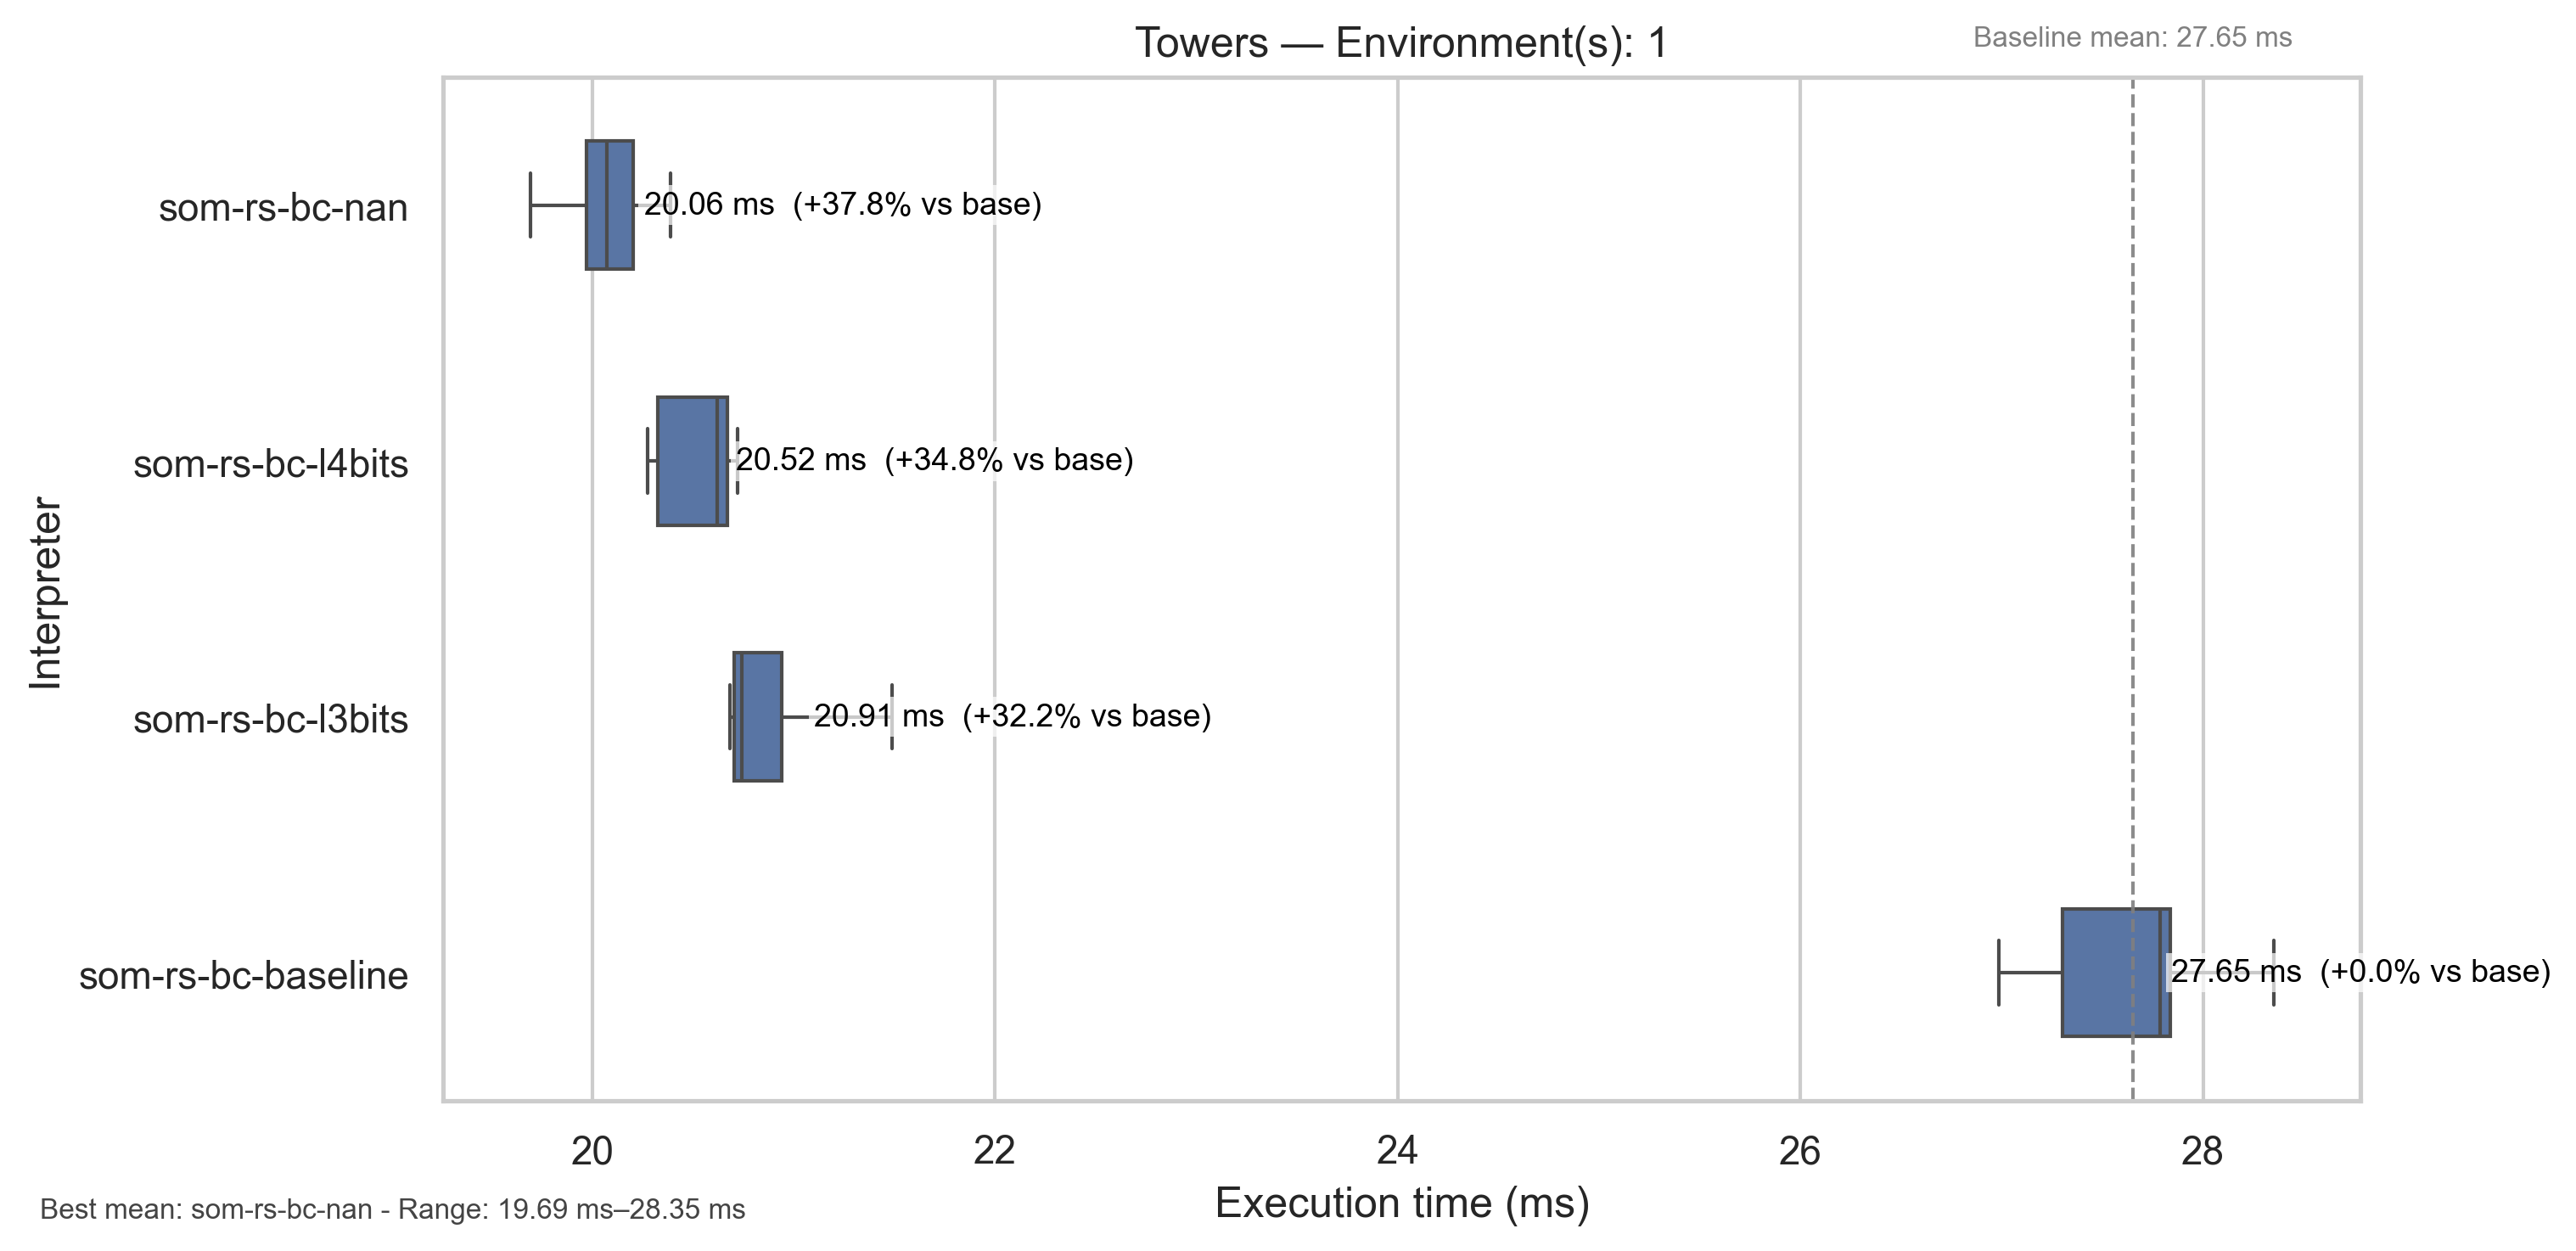 Towers — Environment(s): 1
Baseline mean: 27.65 ms
Interpreter
som-rs-bc-nan
20.06 ms (+37.8% vs base)
som-rs-bc-l4bits
20.52 ms (+34.8% vs base)
som-rs-bc-l3bits
20.91 ms (+32.2% vs base)
som-rs-bc-baseline
27.65 ms (+0.0% vs base)
20 22 24 26 28
Execution time (ms)
Best mean: som-rs-bc-nan - Range: 19.69 ms–28.35 ms